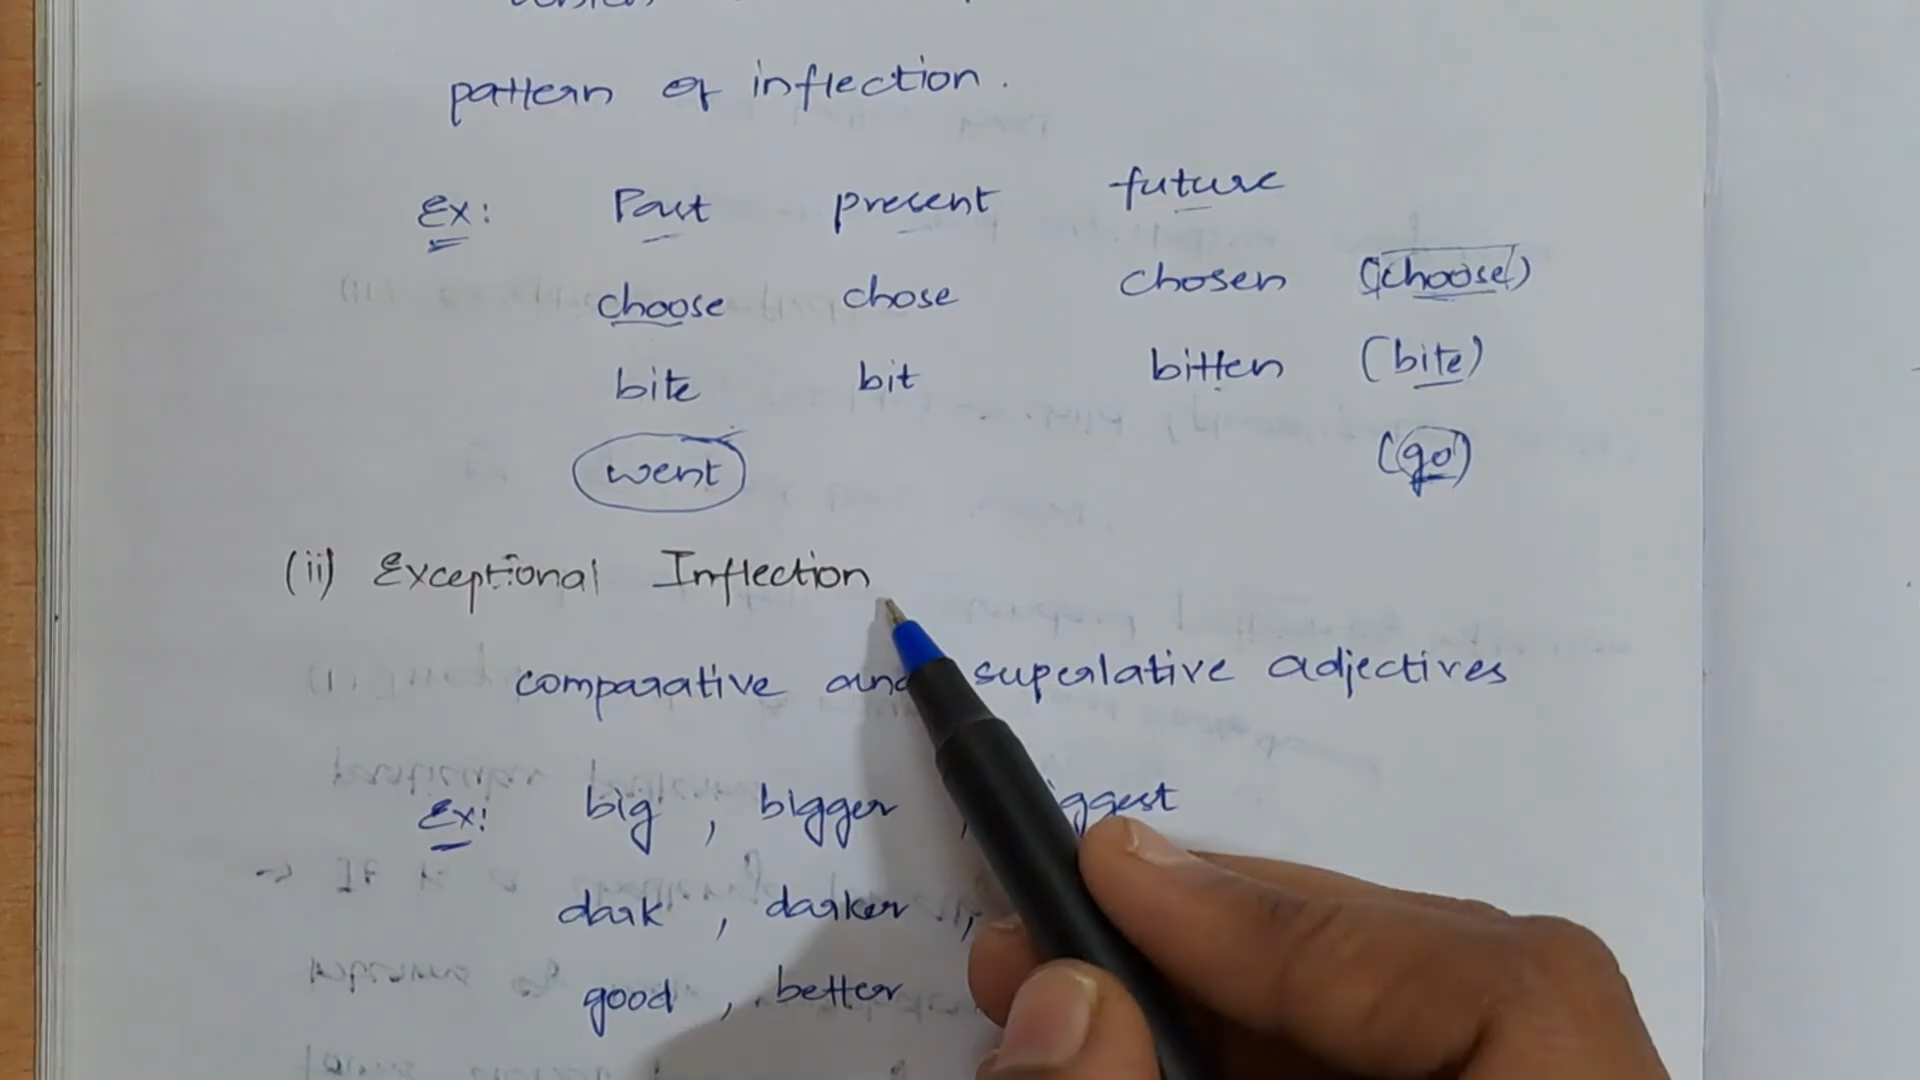 pattern of inflection.
Ex: Past present future
choose chose chosen (choose)
bite bit bitten (bite)
went (go)
(ii) Exceptional Inflection
comparative and superlative adjectives
Ex: big, bigger,
dark, darker,
good, better